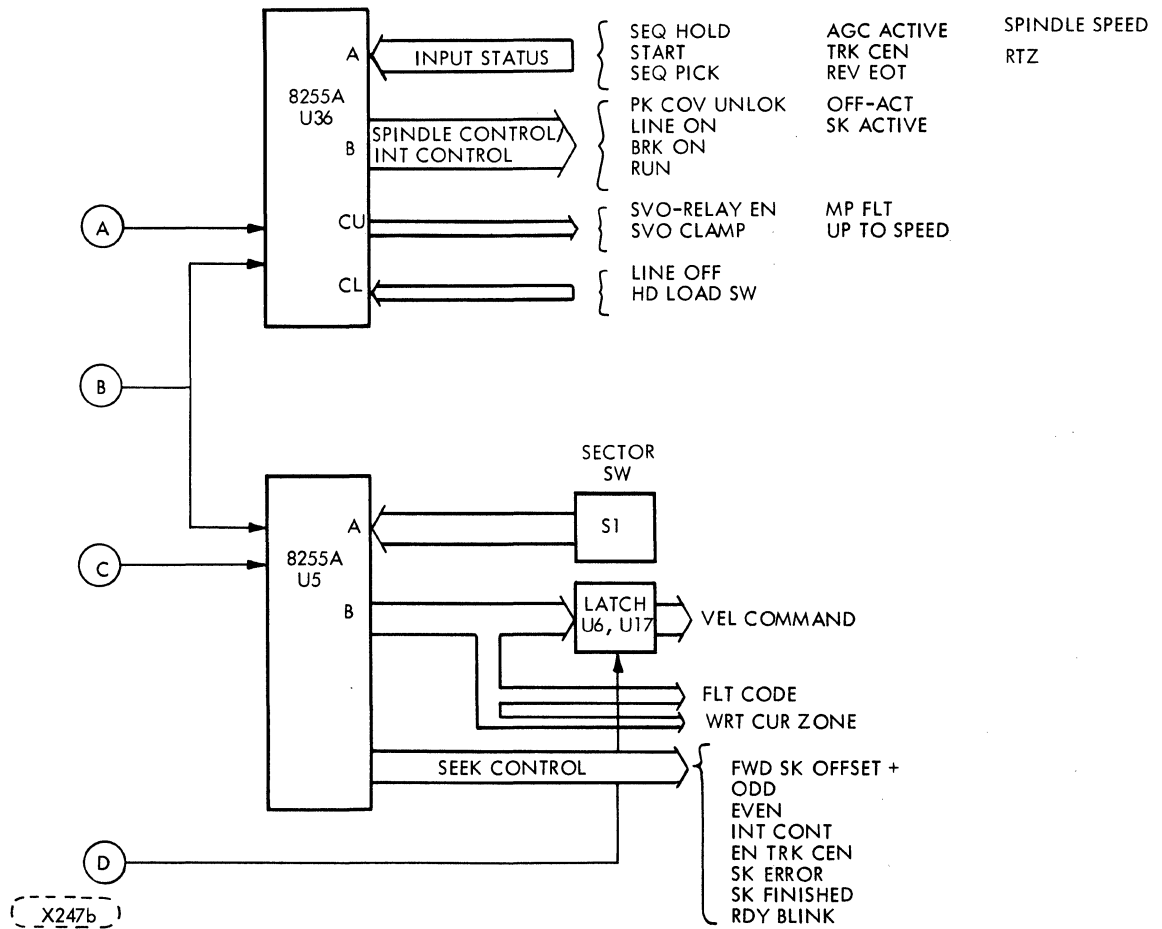 A INPUT STATUS
SEQ HOLD AGC ACTIVE SPINDLE SPEED
START TRK CEN RTZ
SEQ PICK REV EOT
8255A
U36
B SPINDLE CONTROL/
INT CONTROL
PK COV UNLOK OFF-ACT
LINE ON SK ACTIVE
BRK ON
RUN
A
CU
SVO-RELAY EN MP FLT
SVO CLAMP UP TO SPEED
CL
LINE OFF
HD LOAD SW
B
SECTOR
SW
A S1
C
8255A
U5
B
LATCH
U6, U17
VEL COMMAND
FLT CODE
WRT CUR ZONE
SEEK CONTROL
FWD SK OFFSET +
ODD
EVEN
INT CONT
EN TRK CEN
SK ERROR
SK FINISHED
RDY BLINK
D
X247b